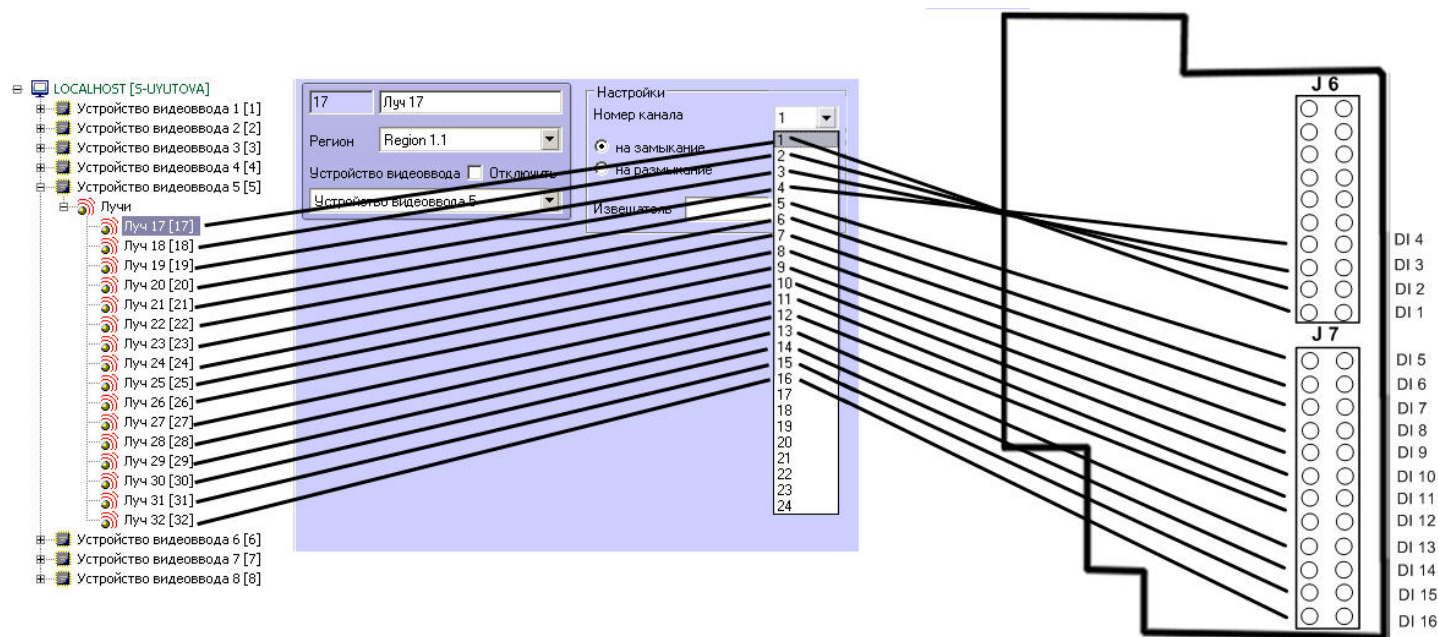 LOCALHOST [S-UYUTOVA]
Устройство видеоввода 1 [1]
Устройство видеоввода 2 [2]
Устройство видеоввода 3 [3]
Устройство видеоввода 4 [4]
Устройство видеоввода 5 [5]
Лучи
Луч 17 [17]
Луч 18 [18]
Луч 19 [19]
Луч 20 [20]
Луч 21 [21]
Луч 22 [22]
Луч 23 [23]
Луч 24 [24]
Луч 25 [25]
Луч 26 [26]
Луч 27 [27]
Луч 28 [28]
Луч 29 [29]
Луч 30 [30]
Луч 31 [31]
Луч 32 [32]
Устройство видеоввода 6 [6]
Устройство видеоввода 7 [7]
Устройство видеоввода 8 [8]
17
Луч 17
Регион
Region 1.1
Устройство видеоввода
Отключить
Устройство видеоввода 5
Настройки
Номер канала
1
на замыкание
на размыкание
Извещатель
1
2
3
4
5
6
7
8
9
10
11
12
13
14
15
16
17
18
19
20
21
22
23
24
J 6
DI 4
DI 3
DI 2
DI 1
J 7
DI 5
DI 6
DI 7
DI 8
DI 9
DI 10
DI 11
DI 12
DI 13
DI 14
DI 15
DI 16